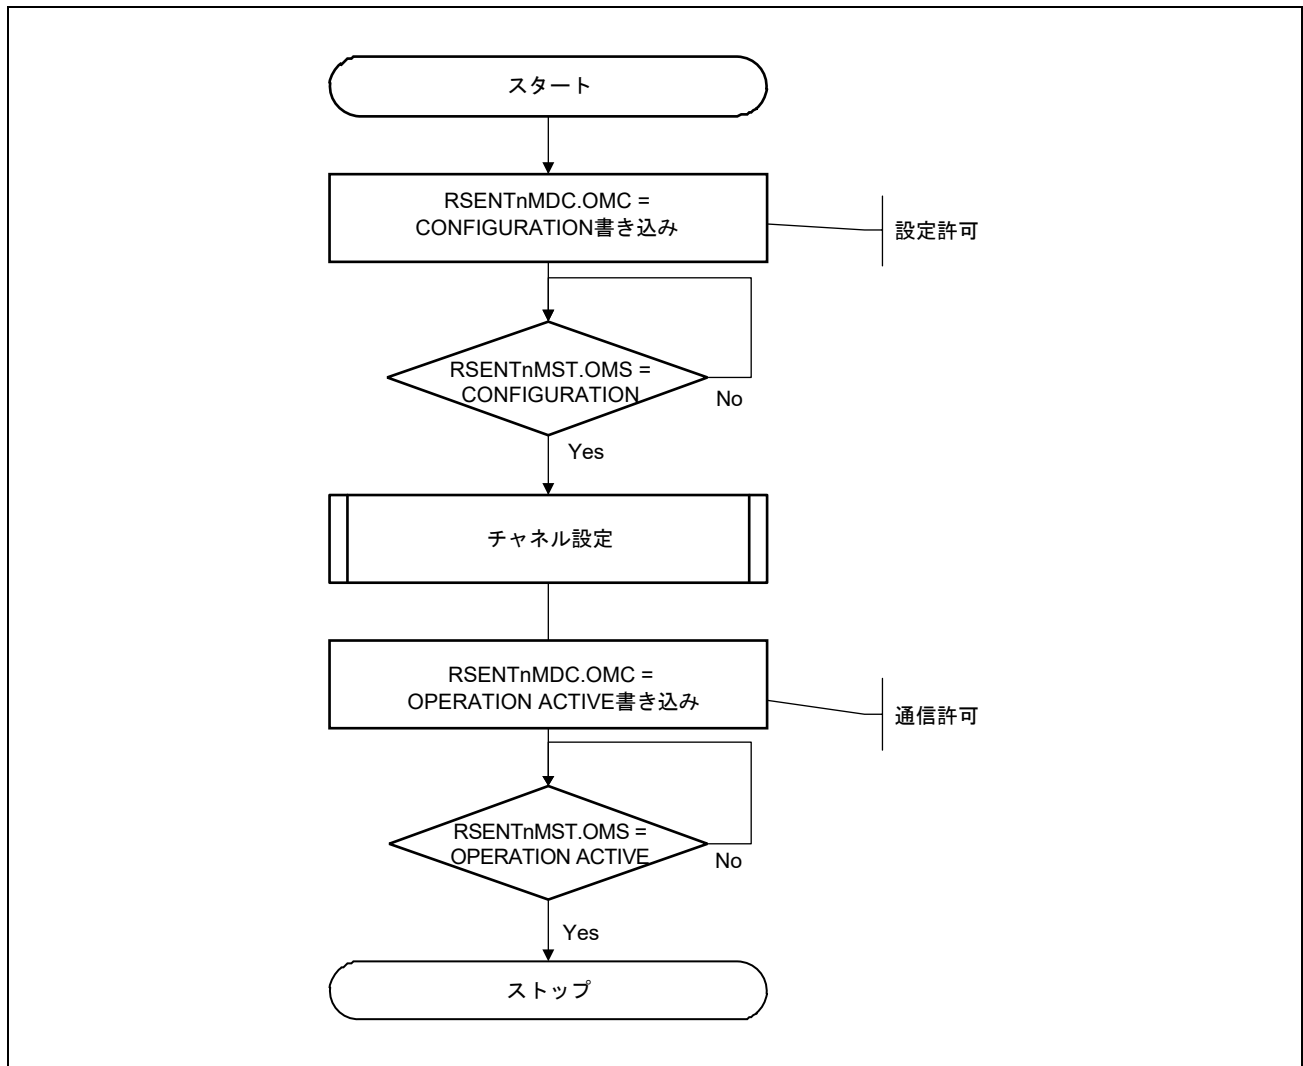 スタート
RSENTnMDC.OMC =
CONFIGURATION書き込み
設定許可
RSENTnMST.OMS =
CONFIGURATION
No
Yes
チャネル設定
RSENTnMDC.OMC =
OPERATION ACTIVE書き込み
通信許可
RSENTnMST.OMS =
OPERATION ACTIVE
No
Yes
ストップ